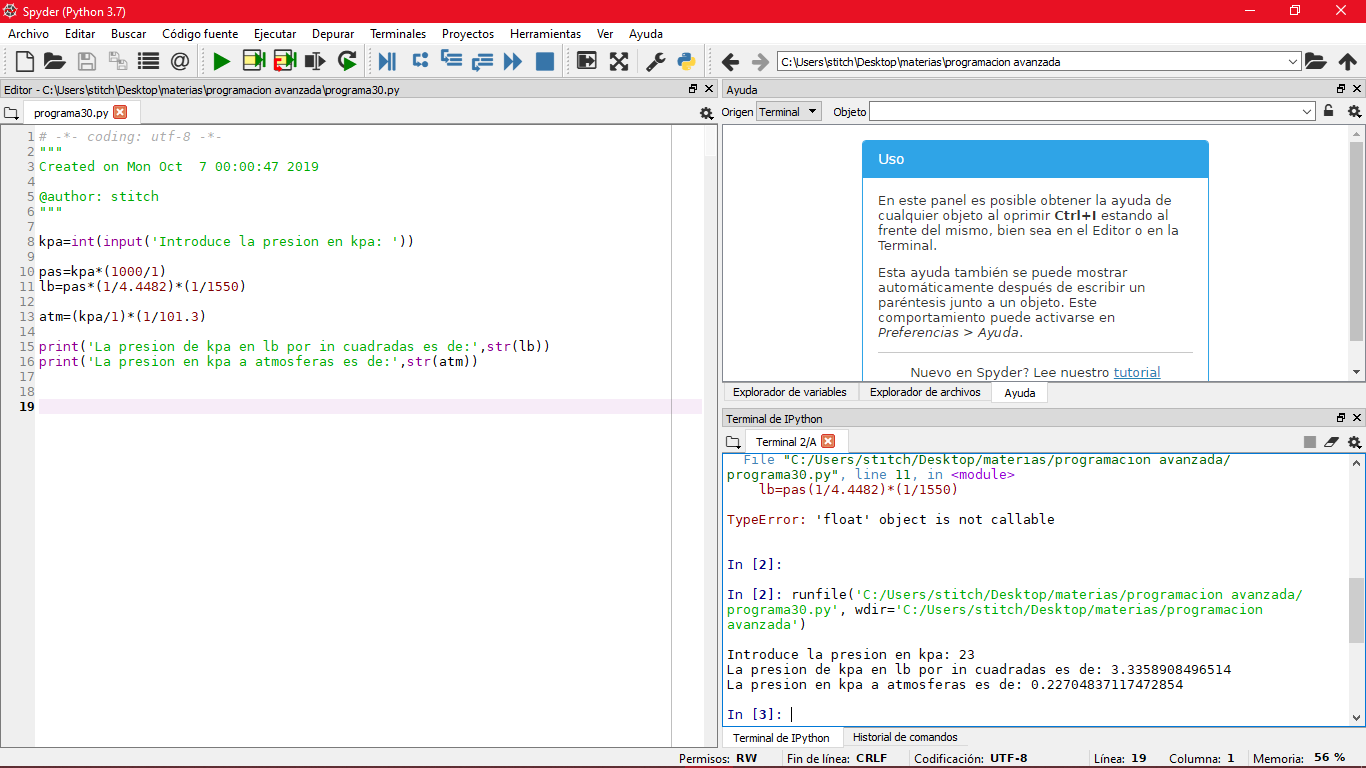 Spyder (Python 3.7)
Archivo Editar Buscar Código fuente Ejecutar Depurar Terminales Proyectos Herramientas Ver Ayuda
C:\Users\stitch\Desktop\materias\programacion avanzada
Editor - C:\Users\stitch\Desktop\materias\programacion avanzada\programa30.py
programa30.py
1 # -*- coding: utf-8 -*-
2 """
3 Created on Mon Oct  7 00:00:47 2019
4
5 @author: stitch
6 """
7
8 kpa=int(input('Introduce la presion en kpa: '))
9
10 pas=kpa*(1000/1)
11 lb=pas*(1/4.4482)*(1/1550)
12
13 atm=(kpa/1)*(1/101.3)
14
15 print('La presion de kpa en lb por in cuadradas es de:',str(lb))
16 print('La presion en kpa a atmosferas es de:',str(atm))
17
18
19
Ayuda
Origen Terminal Objeto
Uso
En este panel es posible obtener la ayuda de
cualquier objeto al oprimir Ctrl+I estando al
frente del mismo, bien sea en el Editor o en la
Terminal.
Esta ayuda también se puede mostrar
automáticamente después de escribir un
paréntesis junto a un objeto. Este
comportamiento puede activarse en
Preferencias > Ayuda.
Nuevo en Spyder? Lee nuestro tutorial
Explorador de variables Explorador de archivos Ayuda
Terminal de IPython
Terminal 2/A
File "C:/Users/stitch/Desktop/materias/programacion avanzada/
programa30.py", line 11, in <module>
lb=pas(1/4.4482)*(1/1550)
TypeError: 'float' object is not callable
In [2]:
In [2]: runfile('C:/Users/stitch/Desktop/materias/programacion avanzada/
programa30.py', wdir='C:/Users/stitch/Desktop/materias/programacion
avanzada')
Introduce la presion en kpa: 23
La presion de kpa en lb por in cuadradas es de: 3.3358908496514
La presion en kpa a atmosferas es de: 0.22704837117472854
In [3]:
Terminal de IPython Historial de comandos
Permisos: RW Fin de línea: CRLF Codificación: UTF-8 Línea: 19 Columna: 1 Memoria: 56 %